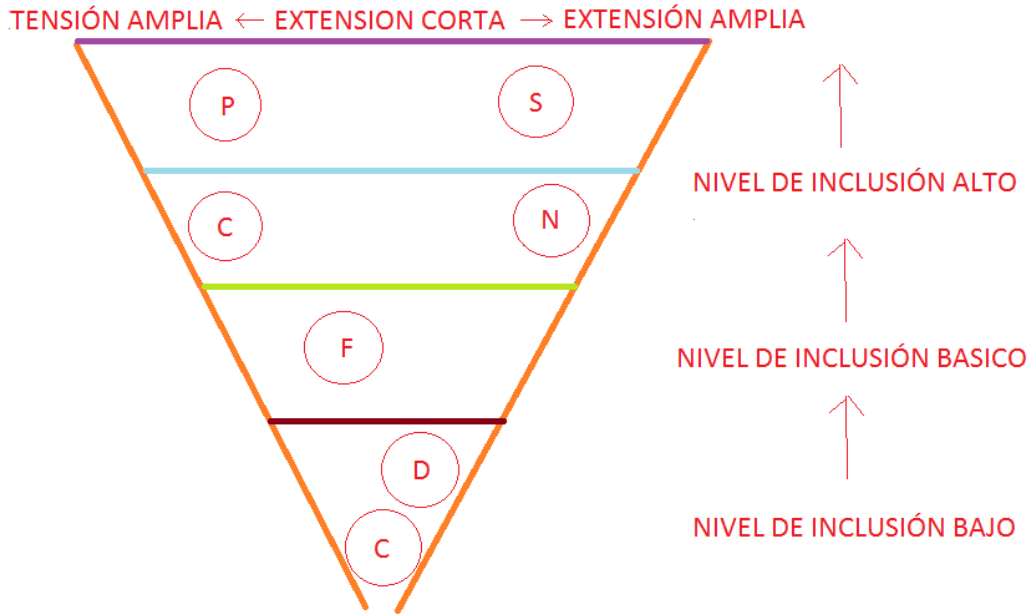 TENSIÓN AMPLIA ← EXTENSION CORTA → EXTENSIÓN AMPLIA
P
S
NIVEL DE INCLUSIÓN ALTO
C
N
F
NIVEL DE INCLUSIÓN BASICO
D
C
NIVEL DE INCLUSIÓN BAJO